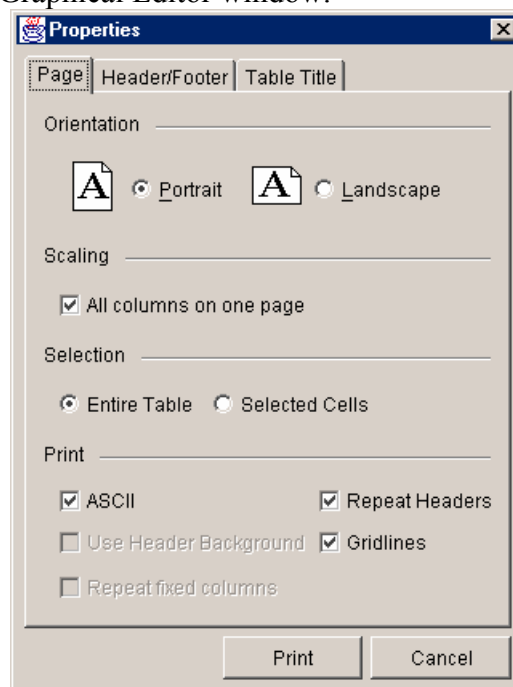 Graphical Editor window.
Properties
Page Header/Footer Table Title
Orientation
A Portrait A Landscape
Scaling
All columns on one page
Selection
Entire Table Selected Cells
Print
ASCII Repeat Headers
Use Header Background Gridlines
Repeat fixed columns
Print Cancel